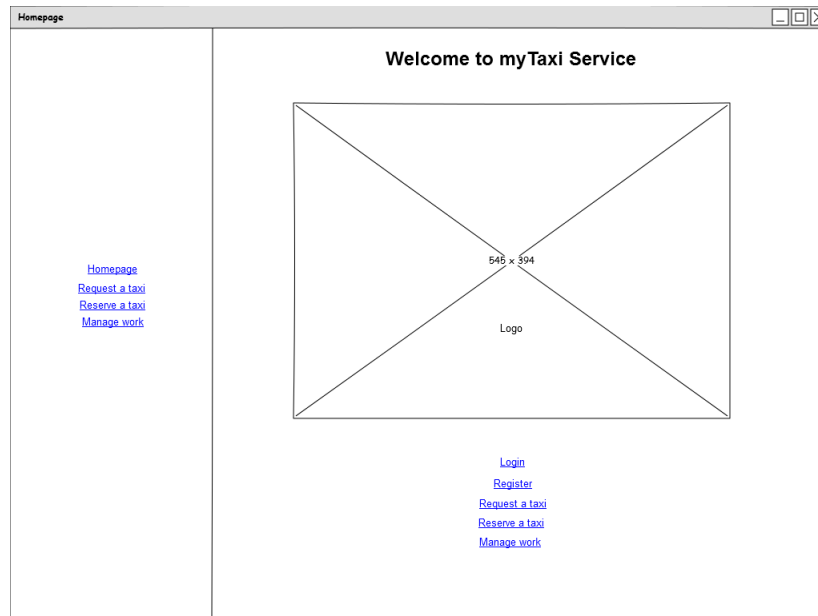 Homepage
Welcome to myTaxi Service
Homepage
Request a taxi
Reserve a taxi
Manage work
545 x 394
Logo
Login
Register
Request a taxi
Reserve a taxi
Manage work